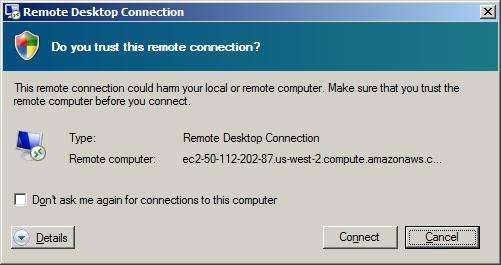 Remote Desktop Connection
Do you trust this remote connection?
This remote connection could harm your local or remote computer. Make sure that you trust the
remote computer before you connect.
Type: Remote Desktop Connection
Remote computer: ec2-50-112-202-87.us-west-2.compute.amazonaws.c...
Don't ask me again for connections to this computer
Details Connect Cancel